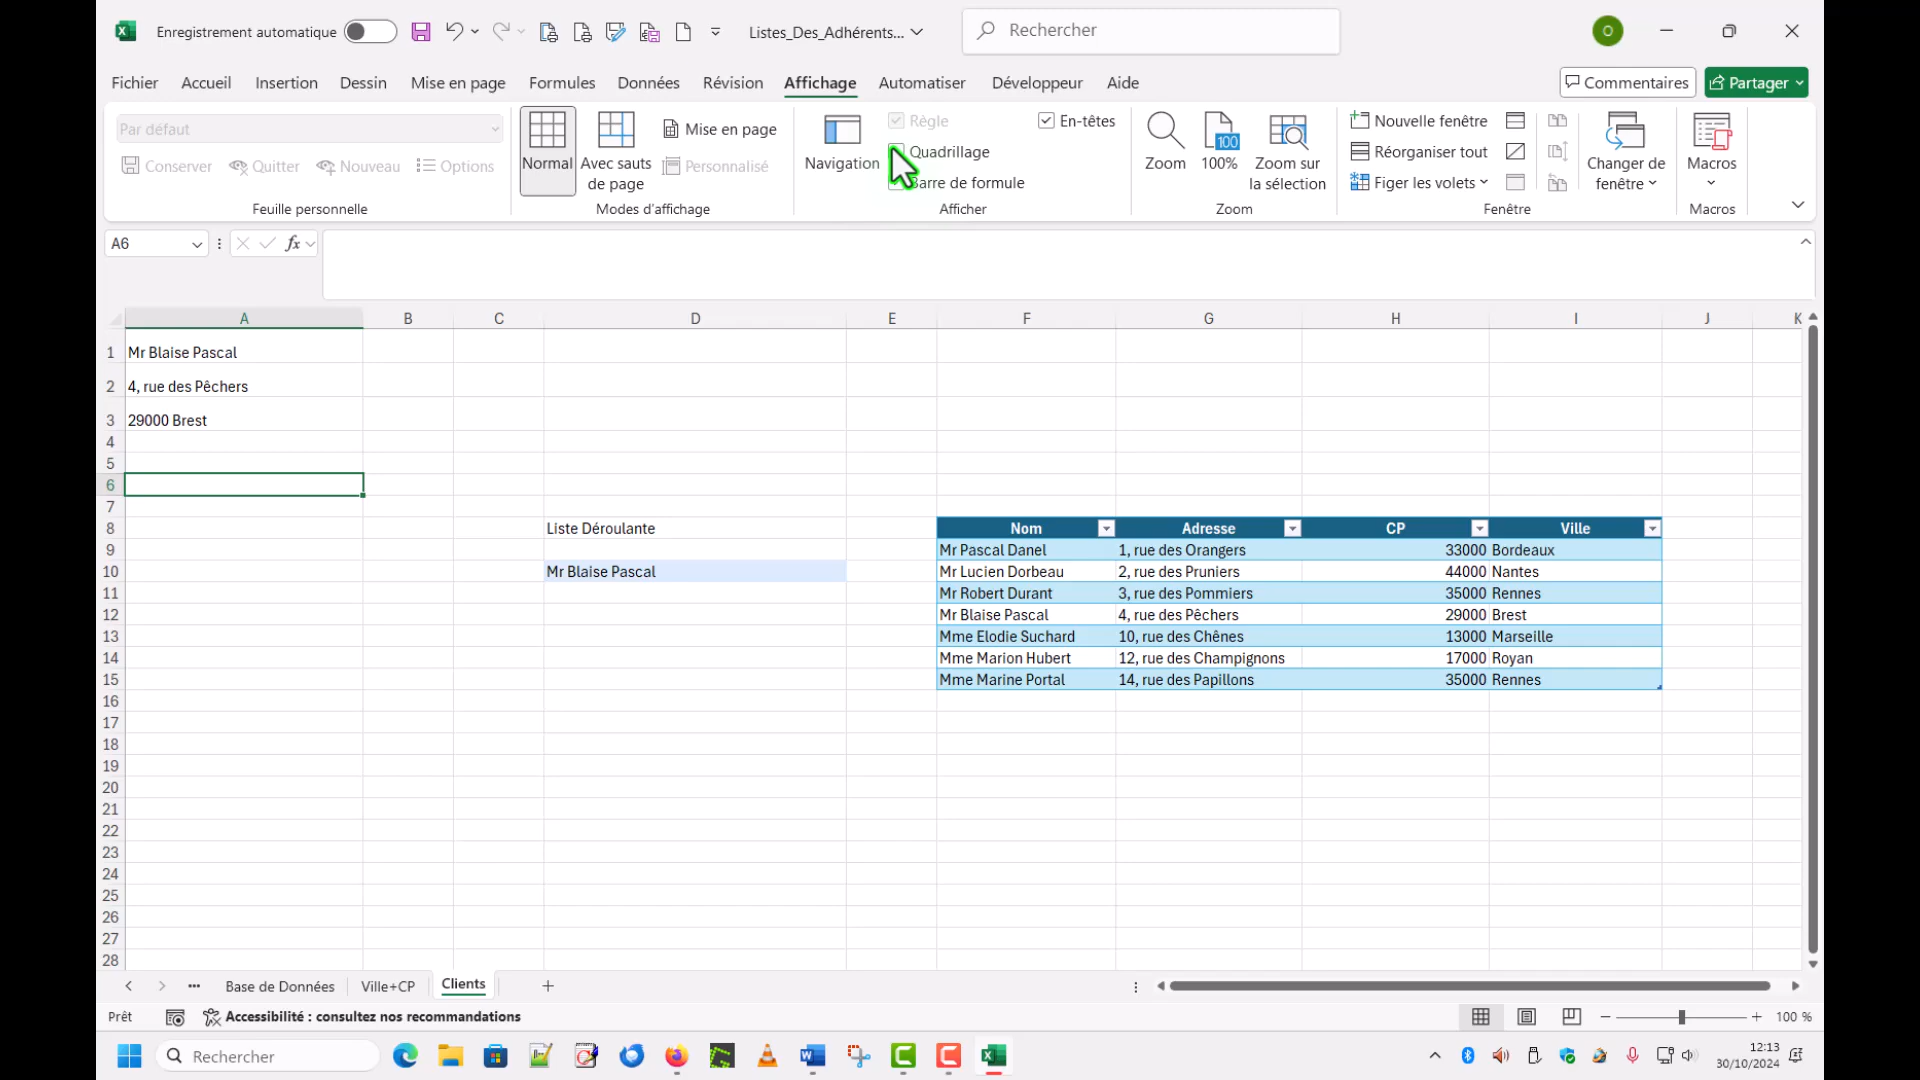 Enregistrement automatique
Listes_Des_Adhérents...
Rechercher
O
Fichier Accueil Insertion Dessin Mise en page Formules Données Révision Affichage Automatiser Développeur Aide
Commentaires Partager
Par défaut
Conserver Quitter Nouveau Options
Feuille personnelle
Normal
Avec sauts de page
Mise en page
Personnalisé
Modes d'affichage
Navigation
Règle
Quadrillage
Barre de formule
En-têtes
Afficher
Zoom
100
100%
Zoom sur la sélection
Zoom
Nouvelle fenêtre
Réorganiser tout
Figer les volets
Changer de fenêtre
Fenêtre
Macros
Macros
A6
fx
A B C D E F G H I J K
1 Mr Blaise Pascal
2 4, rue des Pêchers
3 29000 Brest
4
5
6
7
8 Liste Déroulante Nom Adresse CP Ville
9 Mr Pascal Danel 1, rue des Orangers 33000 Bordeaux
10 Mr Blaise Pascal Mr Lucien Dorbeau 2, rue des Pruniers 44000 Nantes
11 Mr Robert Durant 3, rue des Pommiers 35000 Rennes
12 Mr Blaise Pascal 4, rue des Pêchers 29000 Brest
13 Mme Elodie Suchard 10, rue des Chênes 13000 Marseille
14 Mme Marion Hubert 12, rue des Champignons 17000 Royan
15 Mme Marine Portal 14, rue des Papillons 35000 Rennes
16
17
18
19
20
21
22
23
24
25
26
27
28
Base de Données Ville+CP Clients
Prêt Accessibilité : consultez nos recommandations 100 %
Rechercher
12:13
30/10/2024